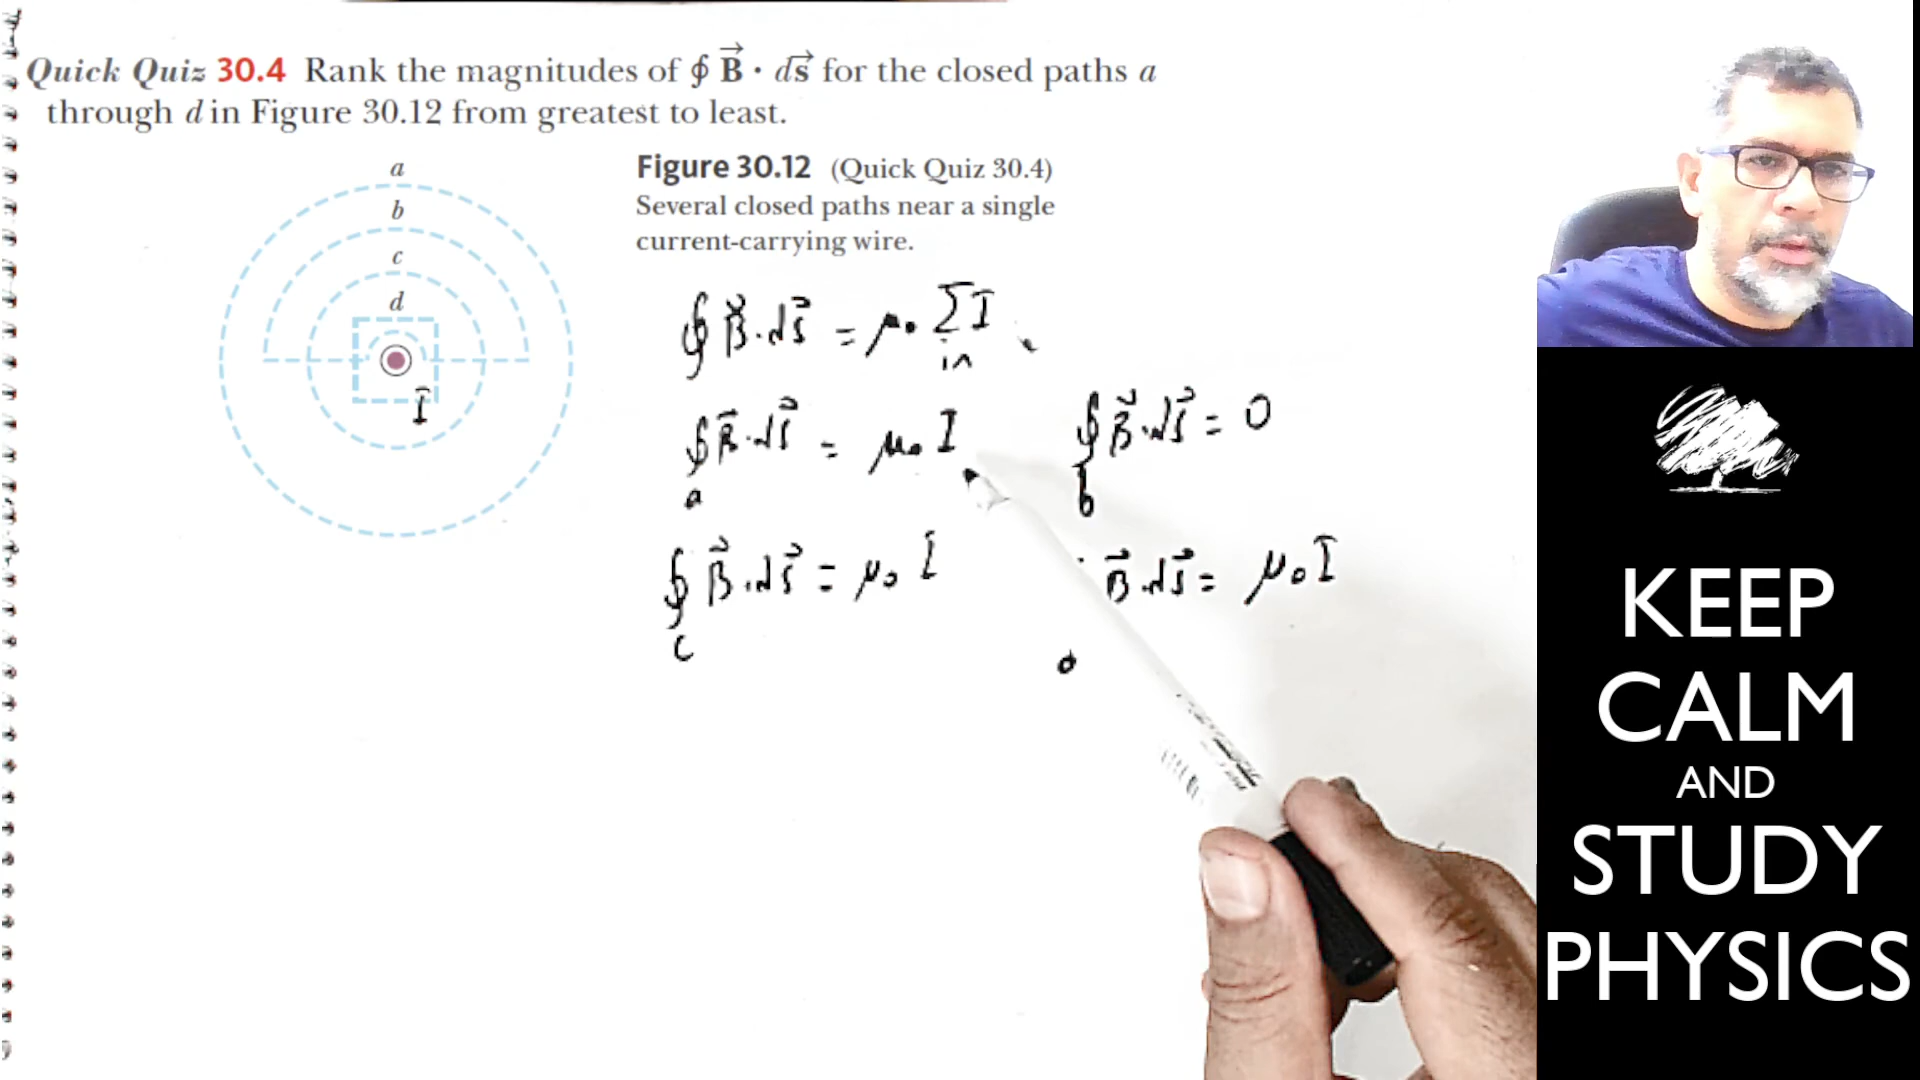 Quick Quiz 30.4 Rank the magnitudes of ∮ B⃗ · ds⃗ for the closed paths a
through d in Figure 30.12 from greatest to least.
a
b
c
d
I
Figure 30.12 (Quick Quiz 30.4)
Several closed paths near a single
current-carrying wire.
∮ B⃗ · ds⃗ = μ₀ Σ I
in
∮ B⃗ · ds⃗ = μ₀ I
a
∮ B⃗ · ds⃗ = 0
b
∮ B⃗ · ds⃗ = μ₀ I
c
B⃗ · ds⃗ = μ₀ I
d
KEEP
CALM
AND
STUDY
PHYSICS